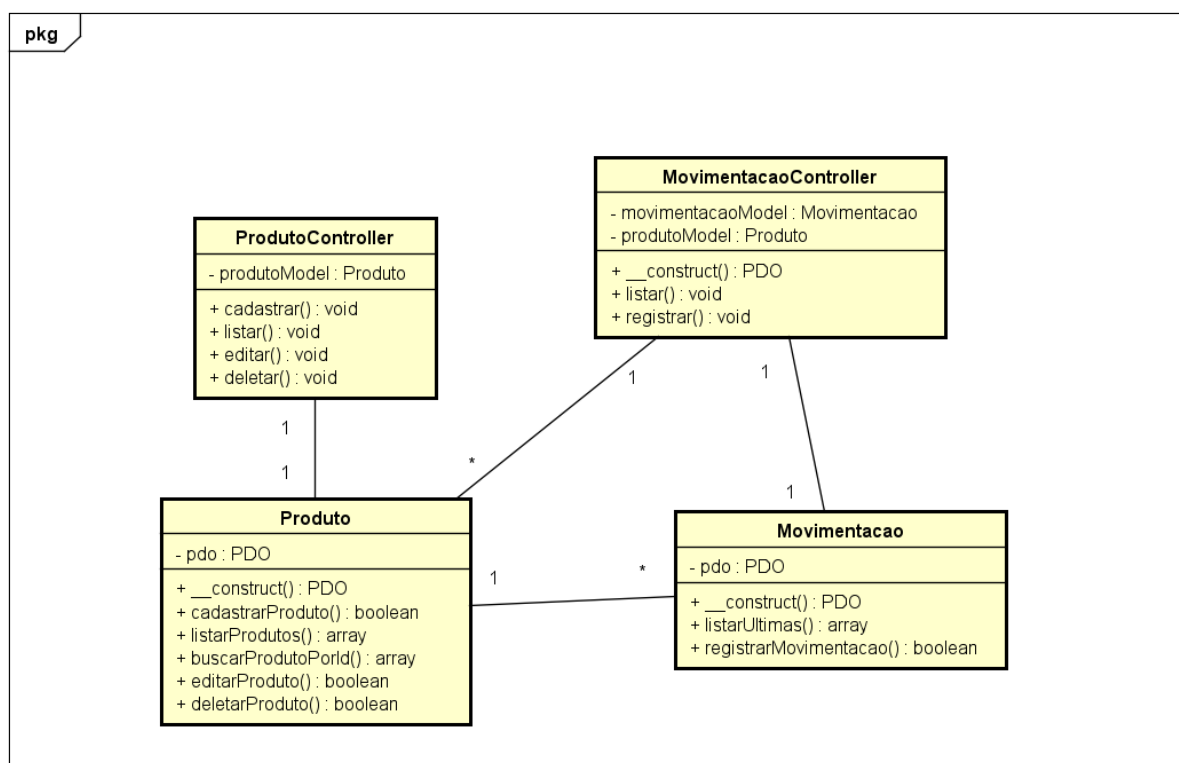 pkg
MovimentacaoController
- movimentacaoModel : Movimentacao
- produtoModel : Produto
+ __construct() : PDO
+ listar() : void
+ registrar() : void
ProdutoController
- produtoModel : Produto
+ cadastrar() : void
+ listar() : void
+ editar() : void
+ deletar() : void
1
1
1
*
1
1
Produto
- pdo : PDO
+ __construct() : PDO
+ cadastrarProduto() : boolean
+ listarProdutos() : array
+ buscarProdutoPorId() : array
+ editarProduto() : boolean
+ deletarProduto() : boolean
1
*
Movimentacao
- pdo : PDO
+ __construct() : PDO
+ listarUltimas() : array
+ registrarMovimentacao() : boolean